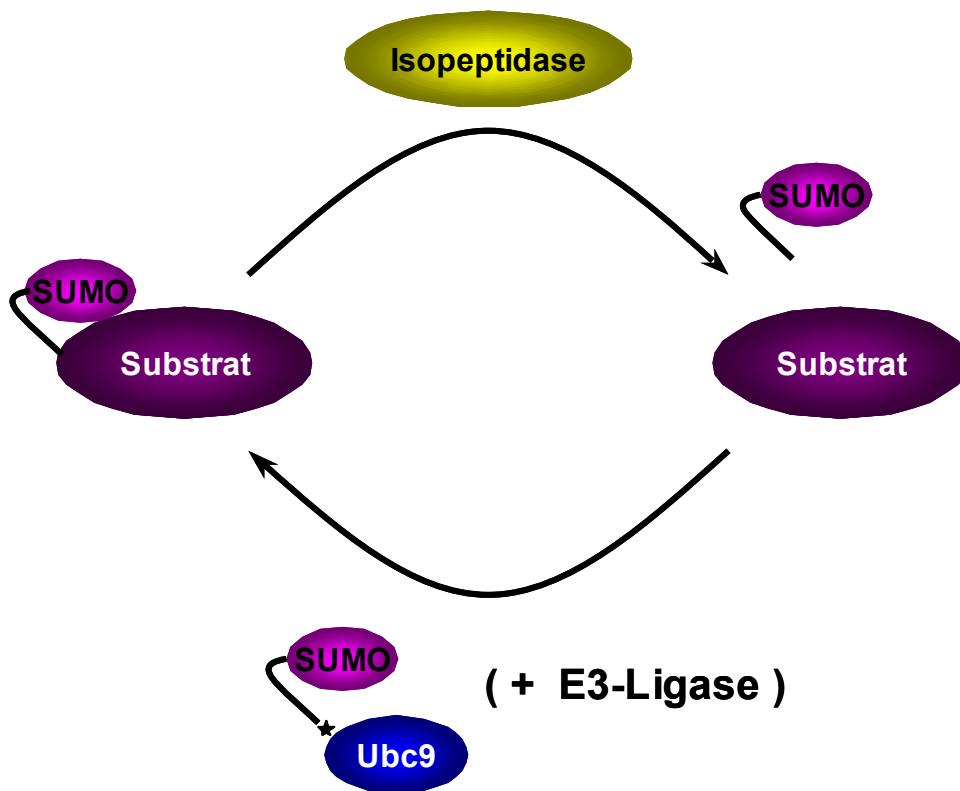 Isopeptidase
SUMO
SUMO
Substrat
Substrat
SUMO
( + E3-Ligase )
Ubc9